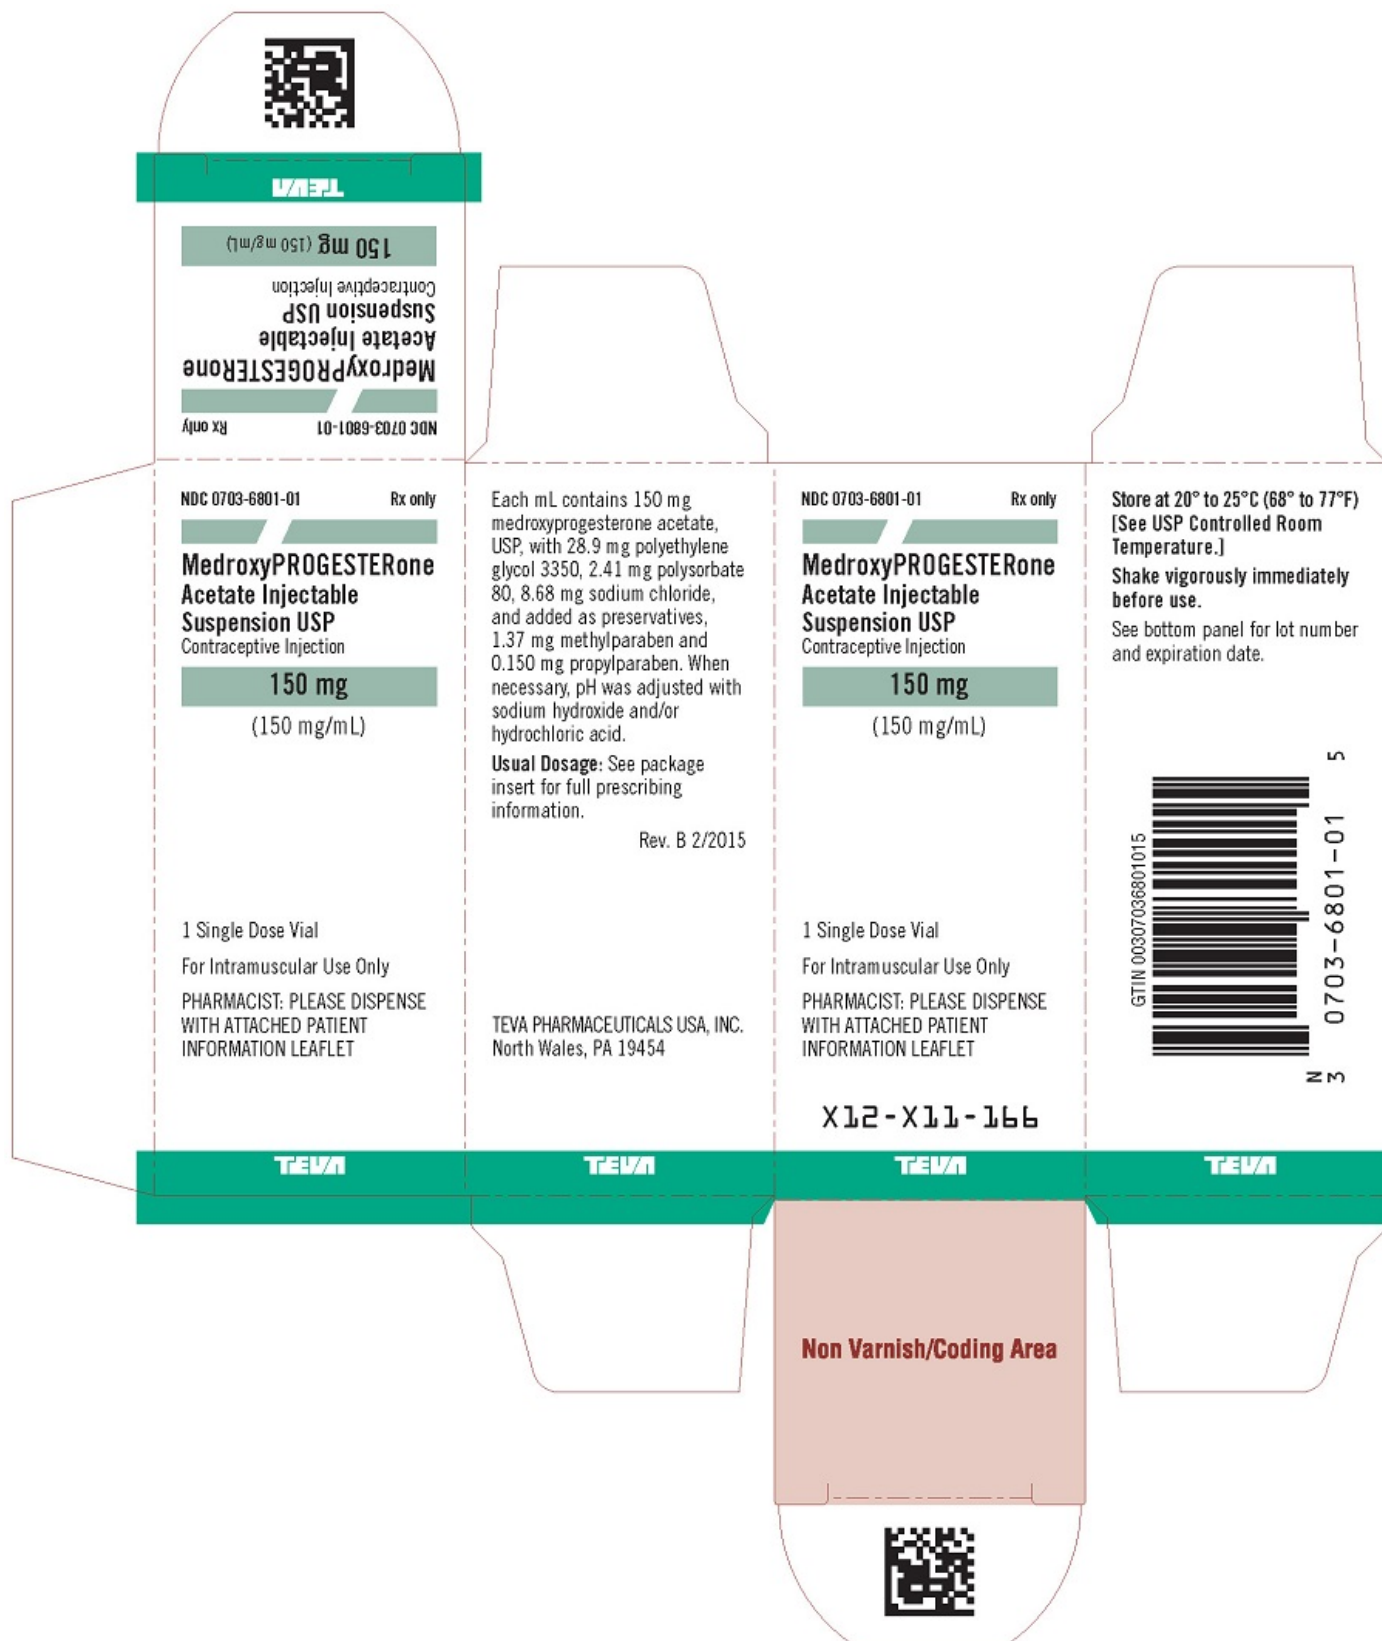 TEVA
150 mg (150 mg/mL)
Contraceptive Injection
Suspension USP
Acetate Injectable
MedroxyPROGESTERone
NDC 0703-6801-01 Rx only
NDC 0703-6801-01 Rx only
MedroxyPROGESTERone
Acetate Injectable
Suspension USP
Contraceptive Injection
150 mg
(150 mg/mL)
1 Single Dose Vial
For Intramuscular Use Only
PHARMACIST: PLEASE DISPENSE
WITH ATTACHED PATIENT
INFORMATION LEAFLET
TEVA
Each mL contains 150 mg
medroxyprogesterone acetate,
USP, with 28.9 mg polyethylene
glycol 3350, 2.41 mg polysorbate
80, 8.68 mg sodium chloride,
and added as preservatives,
1.37 mg methylparaben and
0.150 mg propylparaben. When
necessary, pH was adjusted with
sodium hydroxide and/or
hydrochloric acid.
Usual Dosage: See package
insert for full prescribing
information.
Rev. B 2/2015
TEVA PHARMACEUTICALS USA, INC.
North Wales, PA 19454
TEVA
NDC 0703-6801-01 Rx only
MedroxyPROGESTERone
Acetate Injectable
Suspension USP
Contraceptive Injection
150 mg
(150 mg/mL)
1 Single Dose Vial
For Intramuscular Use Only
PHARMACIST: PLEASE DISPENSE
WITH ATTACHED PATIENT
INFORMATION LEAFLET
X12-X11-166
TEVA
Non Varnish/Coding Area
Store at 20° to 25°C (68° to 77°F)
[See USP Controlled Room
Temperature.]
Shake vigorously immediately
before use.
See bottom panel for lot number
and expiration date.
GTIN 00307036801015
N
3 0703-6801-01 5
TEVA